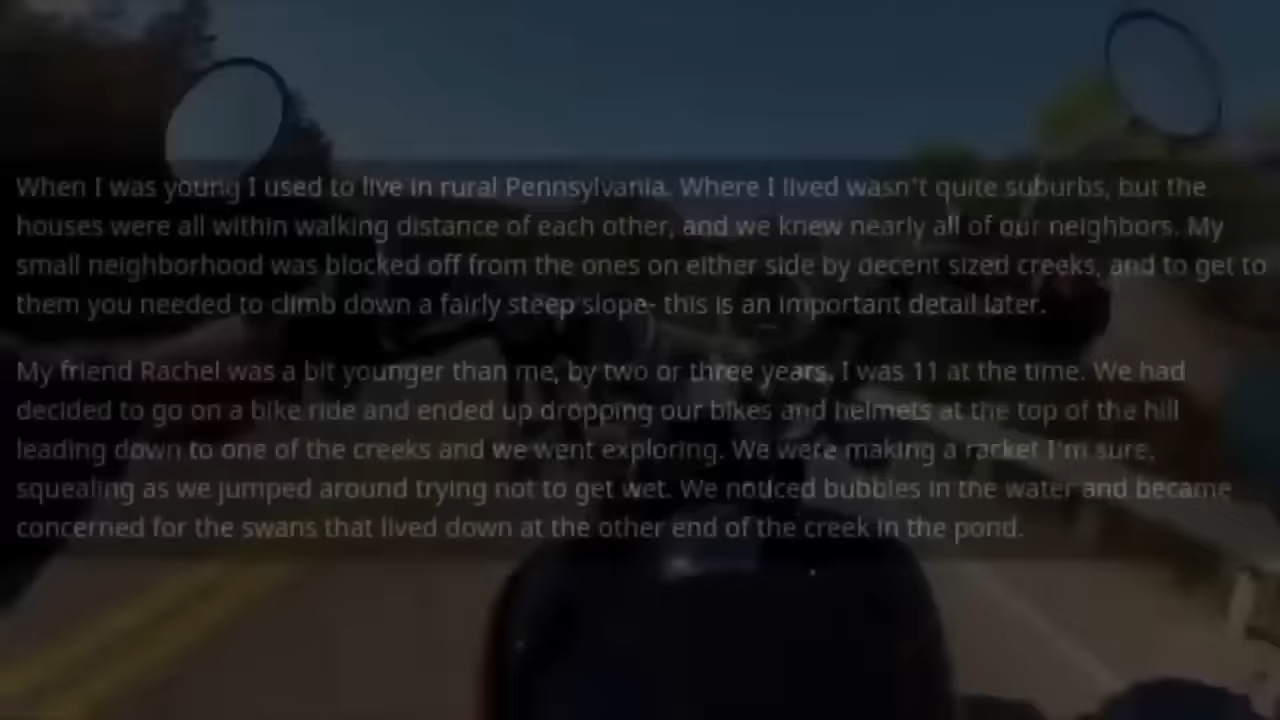 When I was young I used to live in rural Pennsylvania. Where I lived wasn't quite suburbs, but the
houses were all within walking distance of each other, and we knew nearly all of our neighbors. My
small neighborhood was blocked off from the ones on either side by decent sized creeks, and to get to
them you needed to climb down a fairly steep slope- this is an important detail later.
My friend Rachel was a bit younger than me, by two or three years. I was 11 at the time. We had
decided to go on a bike ride and ended up dropping our bikes and helmets at the top of the hill
leading down to one of the creeks and we went exploring. We were making a racket I'm sure,
squealing as we jumped around trying not to get wet. We noticed bubbles in the water and became
concerned for the swans that lived down at the other end of the creek in the pond.